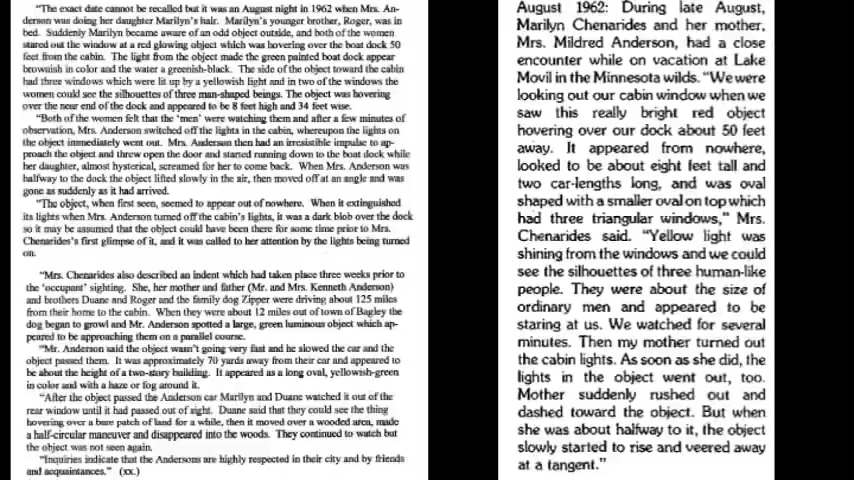 "The exact date cannot be recalled but it was an August night in 1962 when Mrs. An-
derson was doing her daughter Marilyn's hair. Marilyn's younger brother, Roger, was in
bed. Suddenly Marilyn became aware of an odd object outside, and both of the women
stared out the window at a red glowing object which was hovering over the boat dock 50
feet from the cabin. The light from the object made the green painted boat dock appear
brownish in color and the water a greenish-black. The side of the object toward the cabin
had three windows which were lit up by a yellowish light and in two of the windows the
women could see the silhouettes of three man-shaped beings. The object was hovering
over the near end of the dock and appeared to be 8 feet high and 34 feet wise.
"Both of the women felt that the 'men' were watching them and after a few minutes of
observation, Mrs. Anderson switched off the lights in the cabin, whereupon the lights on
the object immediately went out. Mrs. Anderson then had an irresistible impulse to ap-
proach the object and threw open the door and started running down to the boat dock while
her daughter, almost hysterical, screamed for her to come back. When Mrs. Anderson was
halfway to the dock the object lifted slowly in the air, then moved off at an angle and was
gone as suddenly as it had arrived.
"The object, when first seen, seemed to appear out of nowhere. When it extinguished
its lights when Mrs. Anderson turned off the cabin's lights, it was a dark blob over the dock
so it may be assumed that the object could have been there for some time prior to Mrs.
Chenarides's first glimpse of it, and it was called to her attention by the lights being turned
on.
"Mrs. Chenarides also described an indent which had taken place three weeks prior to
the 'occupant' sighting. She, her mother and father (Mr. and Mrs. Kenneth Anderson)
and brothers Duane and Roger and the family dog Zipper were driving about 125 miles
from their home to the cabin. When they were about 12 miles out of town of Bagley the
dog began to growl and Mr. Anderson spotted a large, green luminous object which ap-
peared to be approaching them on a parallel course.
"Mr. Anderson said the object wasn't going very fast and he slowed the car and the
object passed them. It was approximately 70 yards away from their car and appeared to
be about the height of a two-story building. It appeared as a long oval, yellowish-green
in color and with a haze or fog around it.
"After the object passed the Anderson car Marilyn and Duane watched it out of the
rear window until it had passed out of sight. Duane said that they could see the thing
hovering over a bare patch of land for a while, then it moved over a wooded area, made
a half-circular maneuver and disappeared into the woods. They continued to watch but
the object was not seen again.
"Inquiries indicate that the Andersons are highly respected in their city and by friends
and acquaintances." (xx.)
August 1962: During late August,
Marilyn Chenarides and her mother,
Mrs. Mildred Anderson, had a close
encounter while on vacation at Lake
Movil in the Minnesota wilds. "We were
looking out our cabin window when we
saw this really bright red object
hovering over our dock about 50 feet
away. It appeared from nowhere,
looked to be about eight feet tall and
two car-lengths long, and was oval
shaped with a smaller oval on top which
had three triangular windows," Mrs.
Chenarides said. "Yellow light was
shining from the windows and we could
see the silhouettes of three human-like
people. They were about the size of
ordinary men and appeared to be
staring at us. We watched for several
minutes. Then my mother turned out
the cabin lights. As soon as she did, the
lights in the object went out, too.
Mother suddenly rushed out and
dashed toward the object. But when
she was about halfway to it, the object
slowly started to rise and veered away
at a tangent."